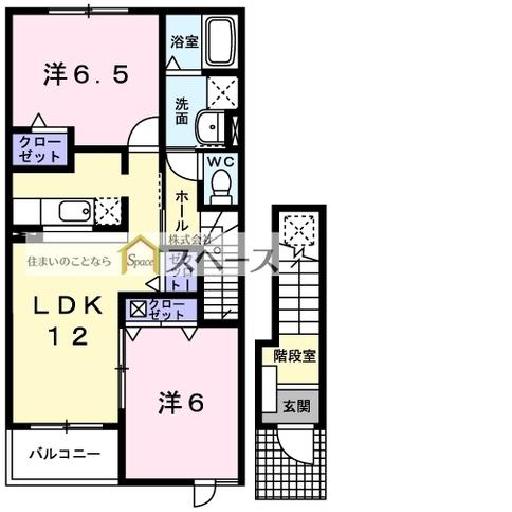 浴室
洋6.5
洗面
クロー
ゼット
WC
ホール
住まいのことなら
Space
株式会社
スペース
LDK
12
クロー
ゼット
階段室
洋6
玄関
バルコニー